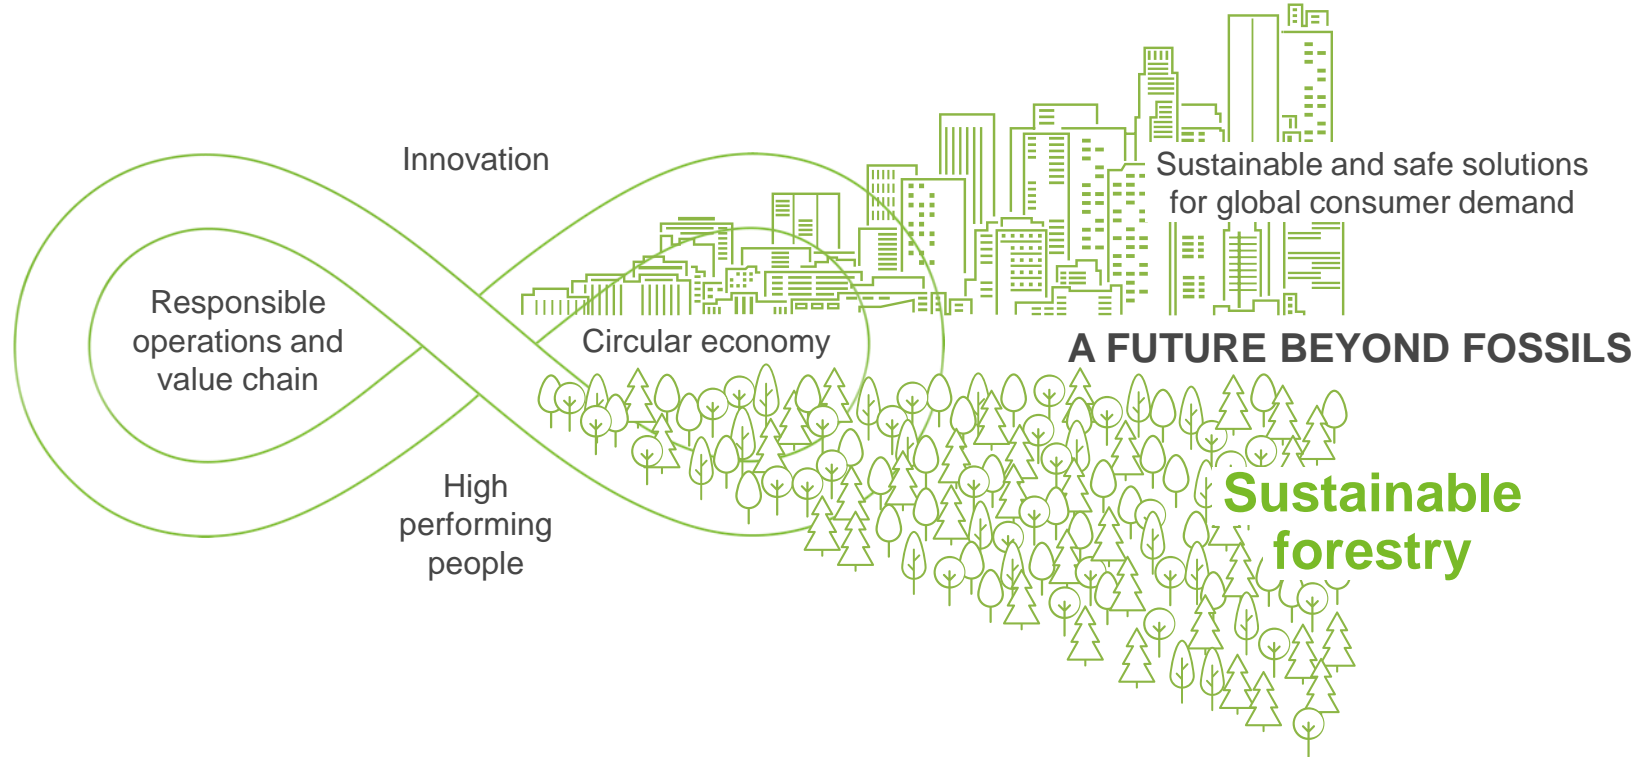 Innovation
Sustainable and safe solutions
for global consumer demand
Responsible
operations and
value chain
Circular economy
A FUTURE BEYOND FOSSILS
High
performing
people
Sustainable
forestry